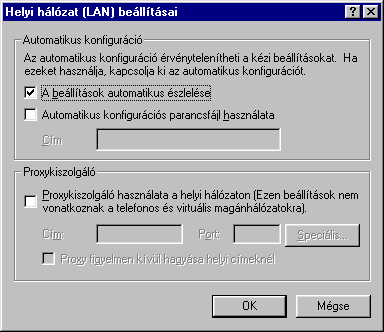 Helyi hálózat (LAN) beállításai
Automatikus konfiguráció
Az automatikus konfiguráció érvénytelenítheti a kézi beállításokat. Ha
ezeket használja, kapcsolja ki az automatikus konfigurációt.
A beállítások automatikus észlelése
Automatikus konfigurációs parancsfájl használata
Cím
Proxykiszolgáló
Proxykiszolgáló használata a helyi hálózaton (Ezen beállítások nem
vonatkoznak a telefonos és virtuális magánhálózatokra).
Cím: Port: Speciális...
Proxy figyelmen kívül hagyása helyi címeknél
OK Mégse